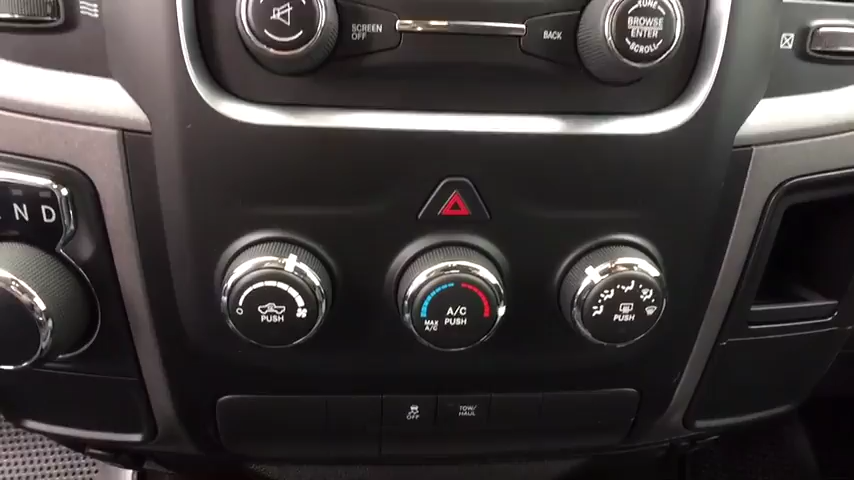 SCREEN
OFF
BACK
TUNE
BROWSE
ENTER
SCROLL
N D
PUSH
A/C
PUSH
MAX
A/C
PUSH
OFF
TOW/
HAUL